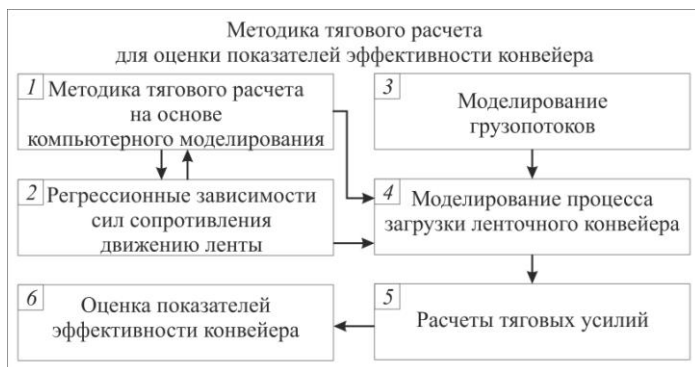 Методика тягового расчета
для оценки показателей эффективности конвейера
1
Методика тягового расчета
на основе
компьютерного моделирования
3
Моделирование
грузопотоков
2
Регрессионные зависимости
сил сопротивления
движению ленты
4
Моделирование процесса
загрузки ленточного конвейера
6
Оценка показателей
эффективности конвейера
5
Расчеты тяговых усилий